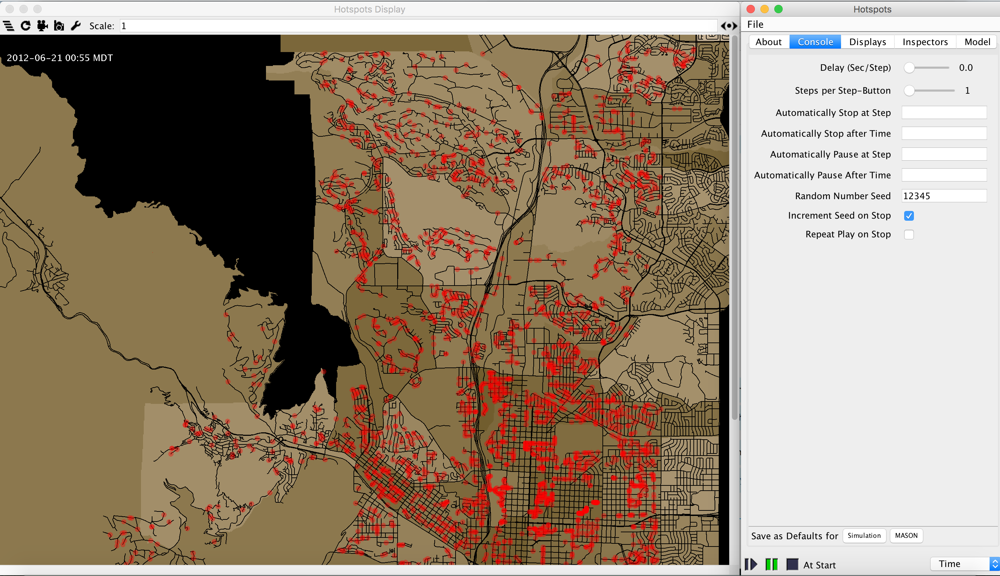 Hotspots Display
Scale: 1
2012-06-21 00:55 MDT
Hotspots
File
About Console Displays Inspectors Model
Delay (Sec/Step) 0.0
Steps per Step-Button 1
Automatically Stop at Step
Automatically Stop after Time
Automatically Pause at Step
Automatically Pause After Time
Random Number Seed 12345
Increment Seed on Stop
Repeat Play on Stop
Save as Defaults for Simulation MASON
At Start Time